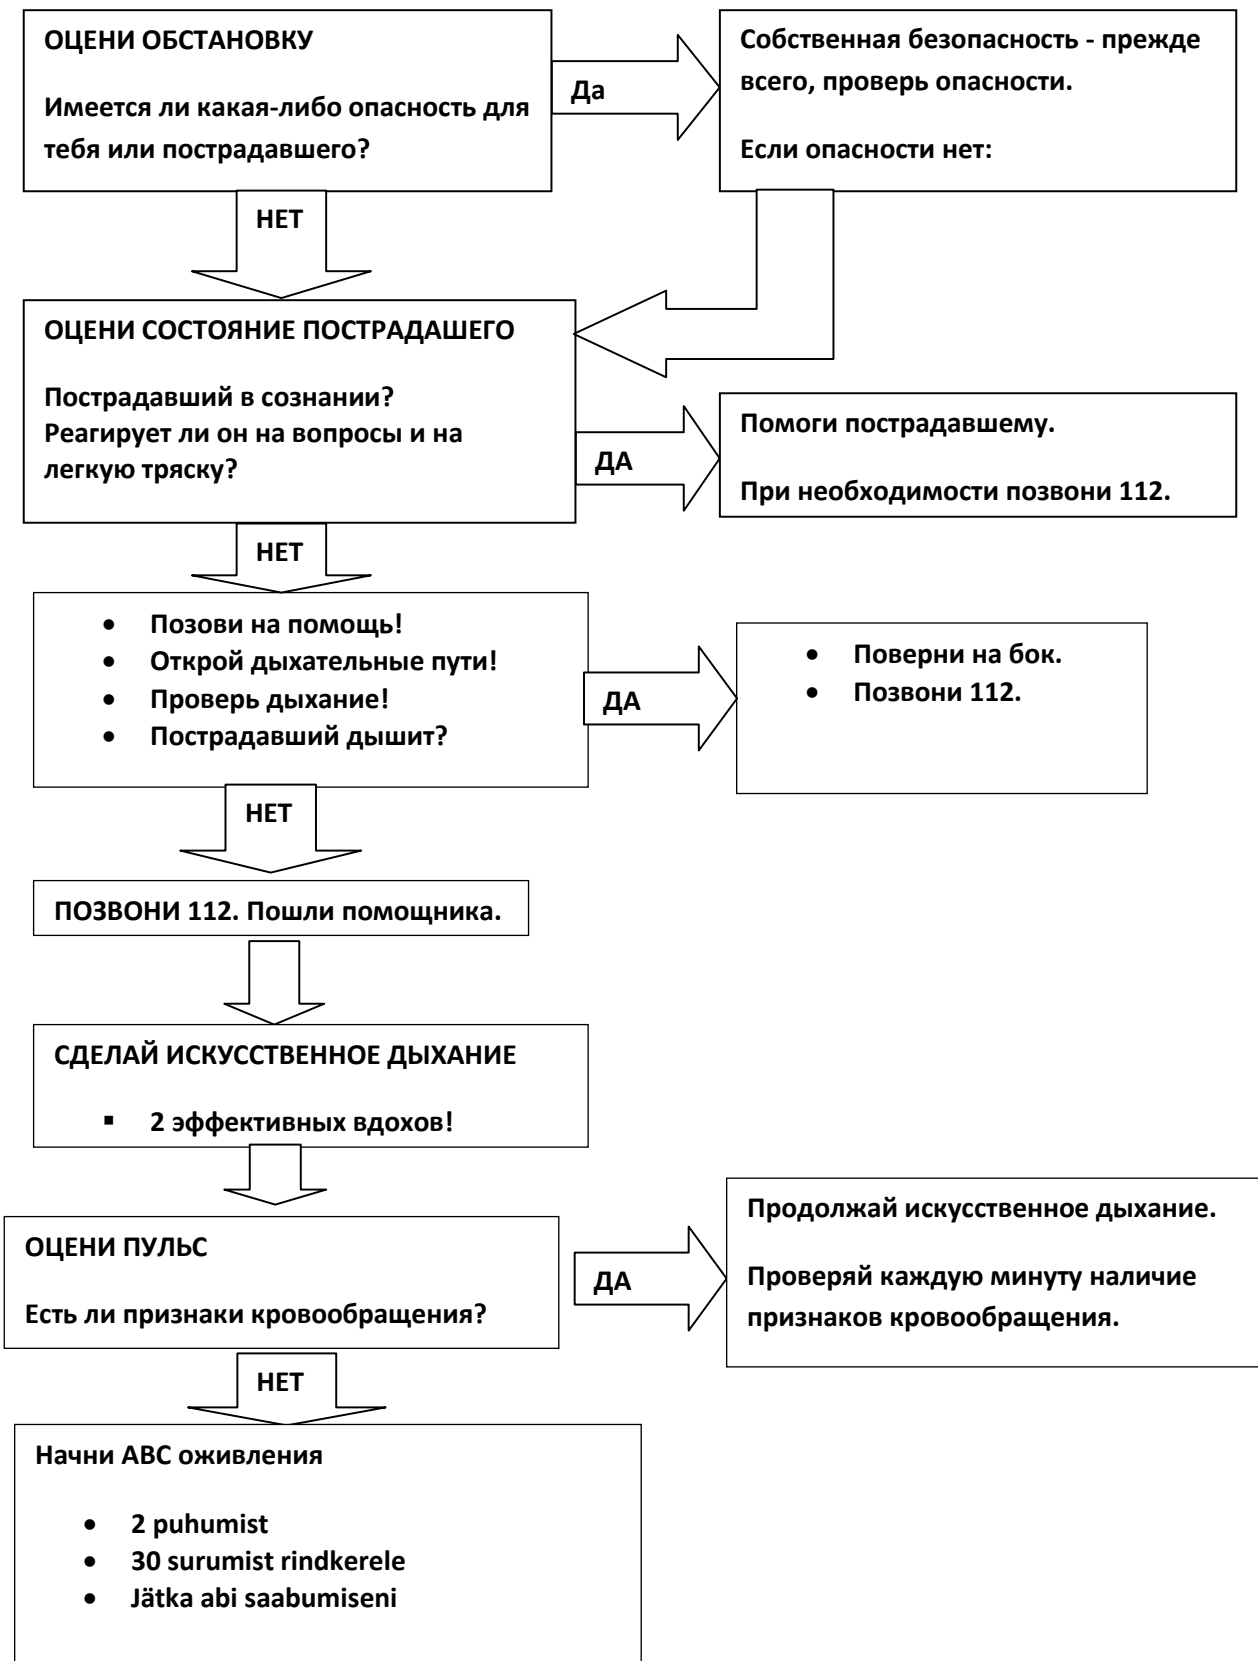 ОЦЕНИ ОБСТАНОВКУ
Имеется ли какая-либо опасность для
тебя или пострадавшего?
Да
Собственная безопасность - прежде
всего, проверь опасности.
Если опасности нет:
НЕТ
ОЦЕНИ СОСТОЯНИЕ ПОСТРАДАШЕГО
Пострадавший в сознании?
Реагирует ли он на вопросы и на
легкую тряску?
ДА
Помоги пострадавшему.
При необходимости позвони 112.
НЕТ
• Позови на помощь!
• Открой дыхательные пути!
• Проверь дыхание!
• Пострадавший дышит?
ДА
• Поверни на бок.
• Позвони 112.
НЕТ
ПОЗВОНИ 112. Пошли помощника.
СДЕЛАЙ ИСКУССТВЕННОЕ ДЫХАНИЕ
▪ 2 эффективных вдохов!
ОЦЕНИ ПУЛЬС
Есть ли признаки кровообращения?
ДА
Продолжай искусственное дыхание.
Проверяй каждую минуту наличие
признаков кровообращения.
НЕТ
Начни АВС оживления
• 2 puhumist
• 30 surumist rindkerele
• Jätka abi saabumiseni